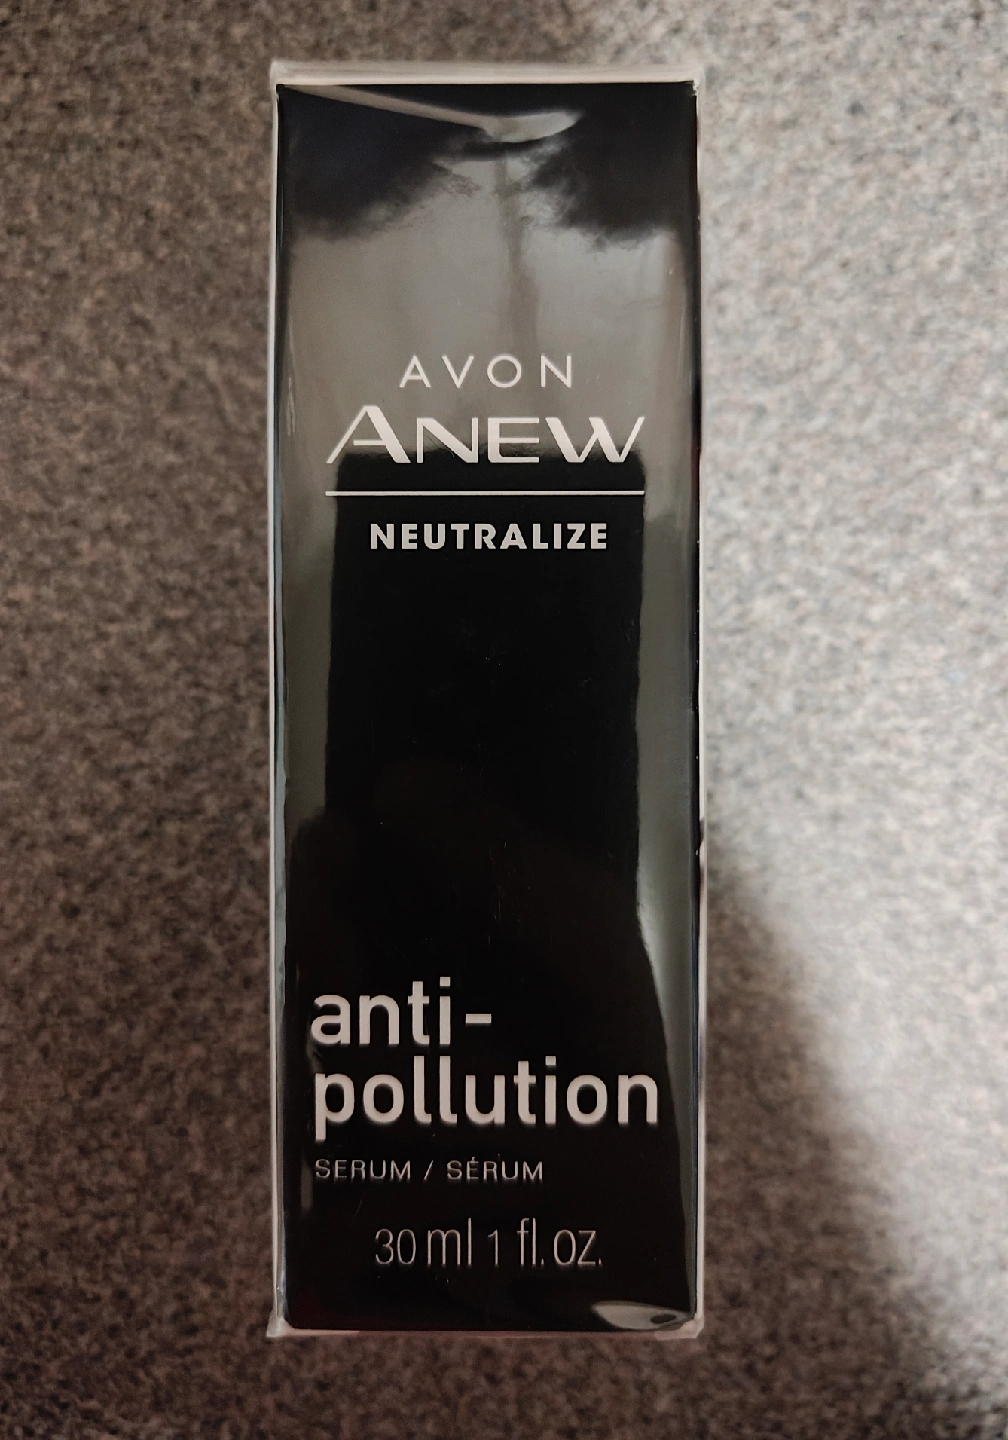 AVON
ANEW
NEUTRALIZE
anti-
pollution
SERUM / SÉRUM
30 ml 1 fl. oz.